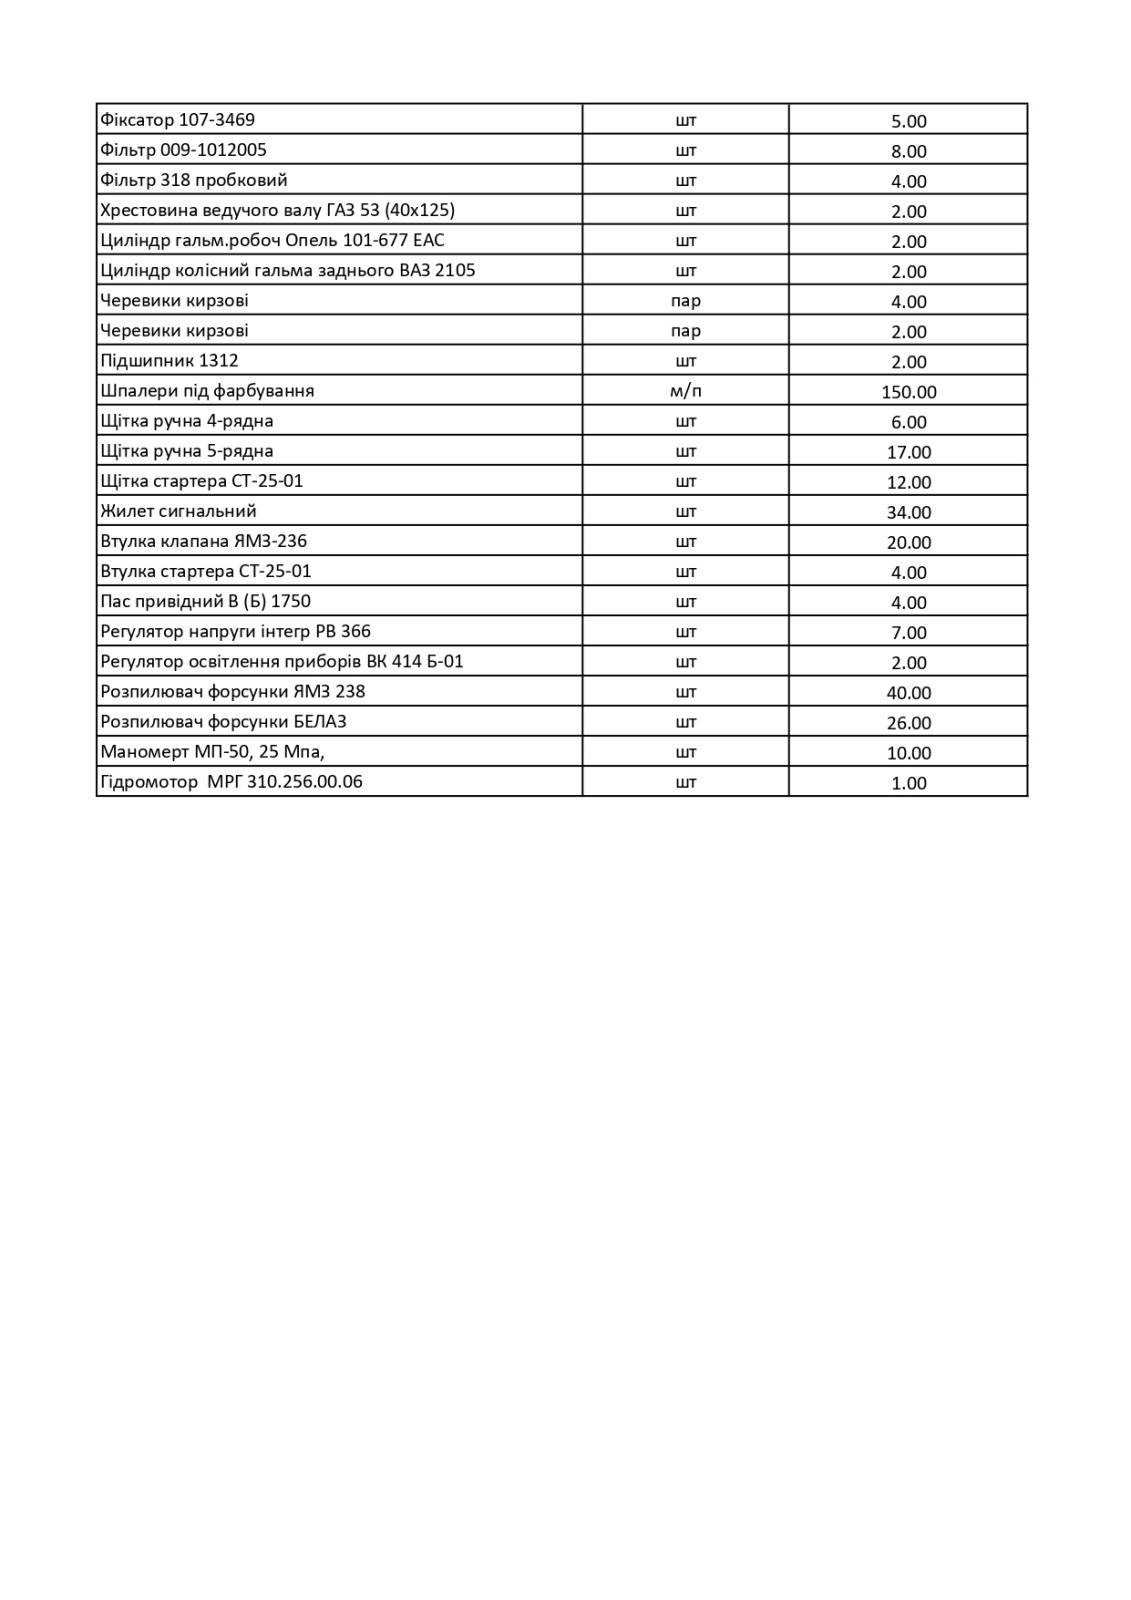 Фіксатор 107-3469 шт 5.00
Фільтр 009-1012005 шт 8.00
Фільтр 318 пробковий шт 4.00
Хрестовина ведучого валу ГАЗ 53 (40х125) шт 2.00
Циліндр гальм.робоч Опель 101-677 ЕАС шт 2.00
Циліндр колісний гальма заднього ВАЗ 2105 шт 2.00
Черевики кирзові пар 4.00
Черевики кирзові пар 2.00
Підшипник 1312 шт 2.00
Шпалери під фарбування м/п 150.00
Щітка ручна 4-рядна шт 6.00
Щітка ручна 5-рядна шт 17.00
Щітка стартера СТ-25-01 шт 12.00
Жилет сигнальний шт 34.00
Втулка клапана ЯМЗ-236 шт 20.00
Втулка стартера СТ-25-01 шт 4.00
Пас привідний В (Б) 1750 шт 4.00
Регулятор напруги інтегр РВ 366 шт 7.00
Регулятор освітлення приборів ВК 414 Б-01 шт 2.00
Розпилювач форсунки ЯМЗ 238 шт 40.00
Розпилювач форсунки БЕЛАЗ шт 26.00
Маномерт МП-50, 25 Мпа, шт 10.00
Гідромотор  МРГ 310.256.00.06 шт 1.00